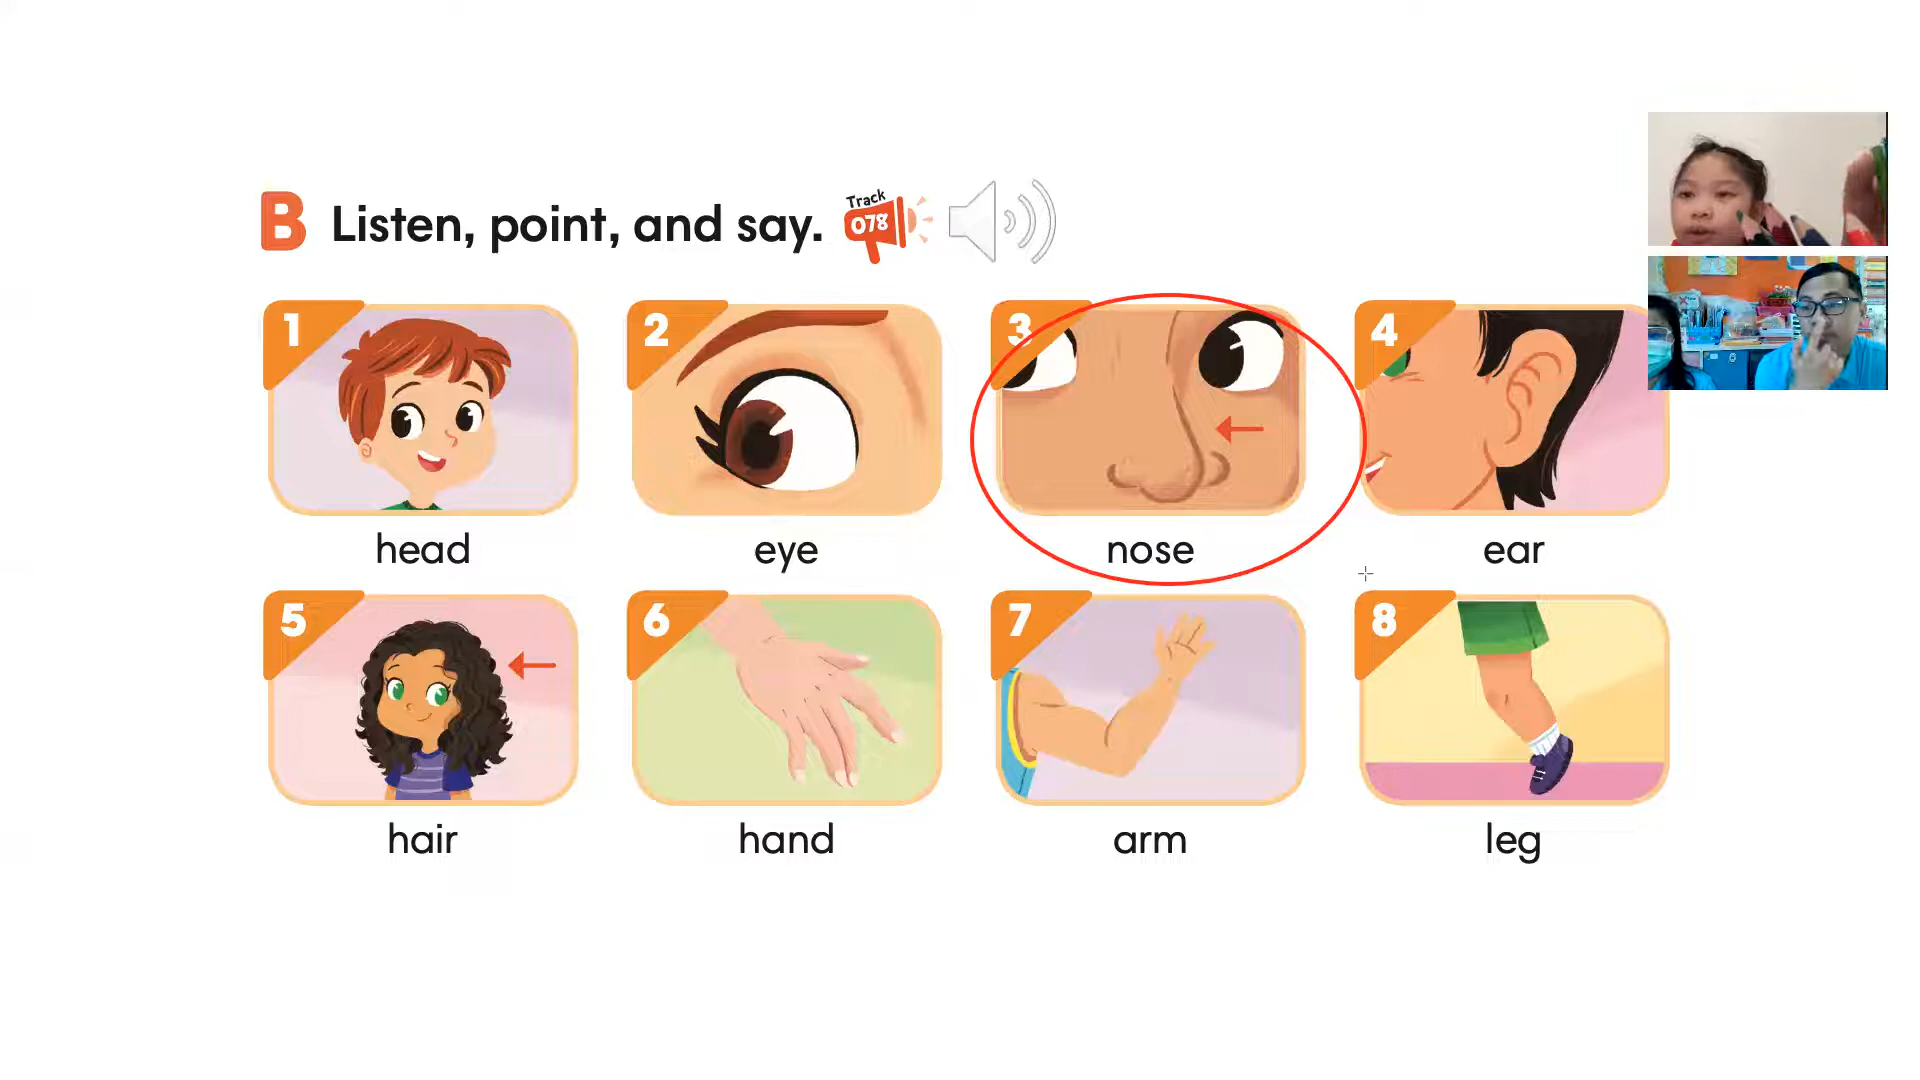 B Listen, point, and say. Track 078
1 2 3 4
head eye nose ear
5 6 7 8
hair hand arm leg